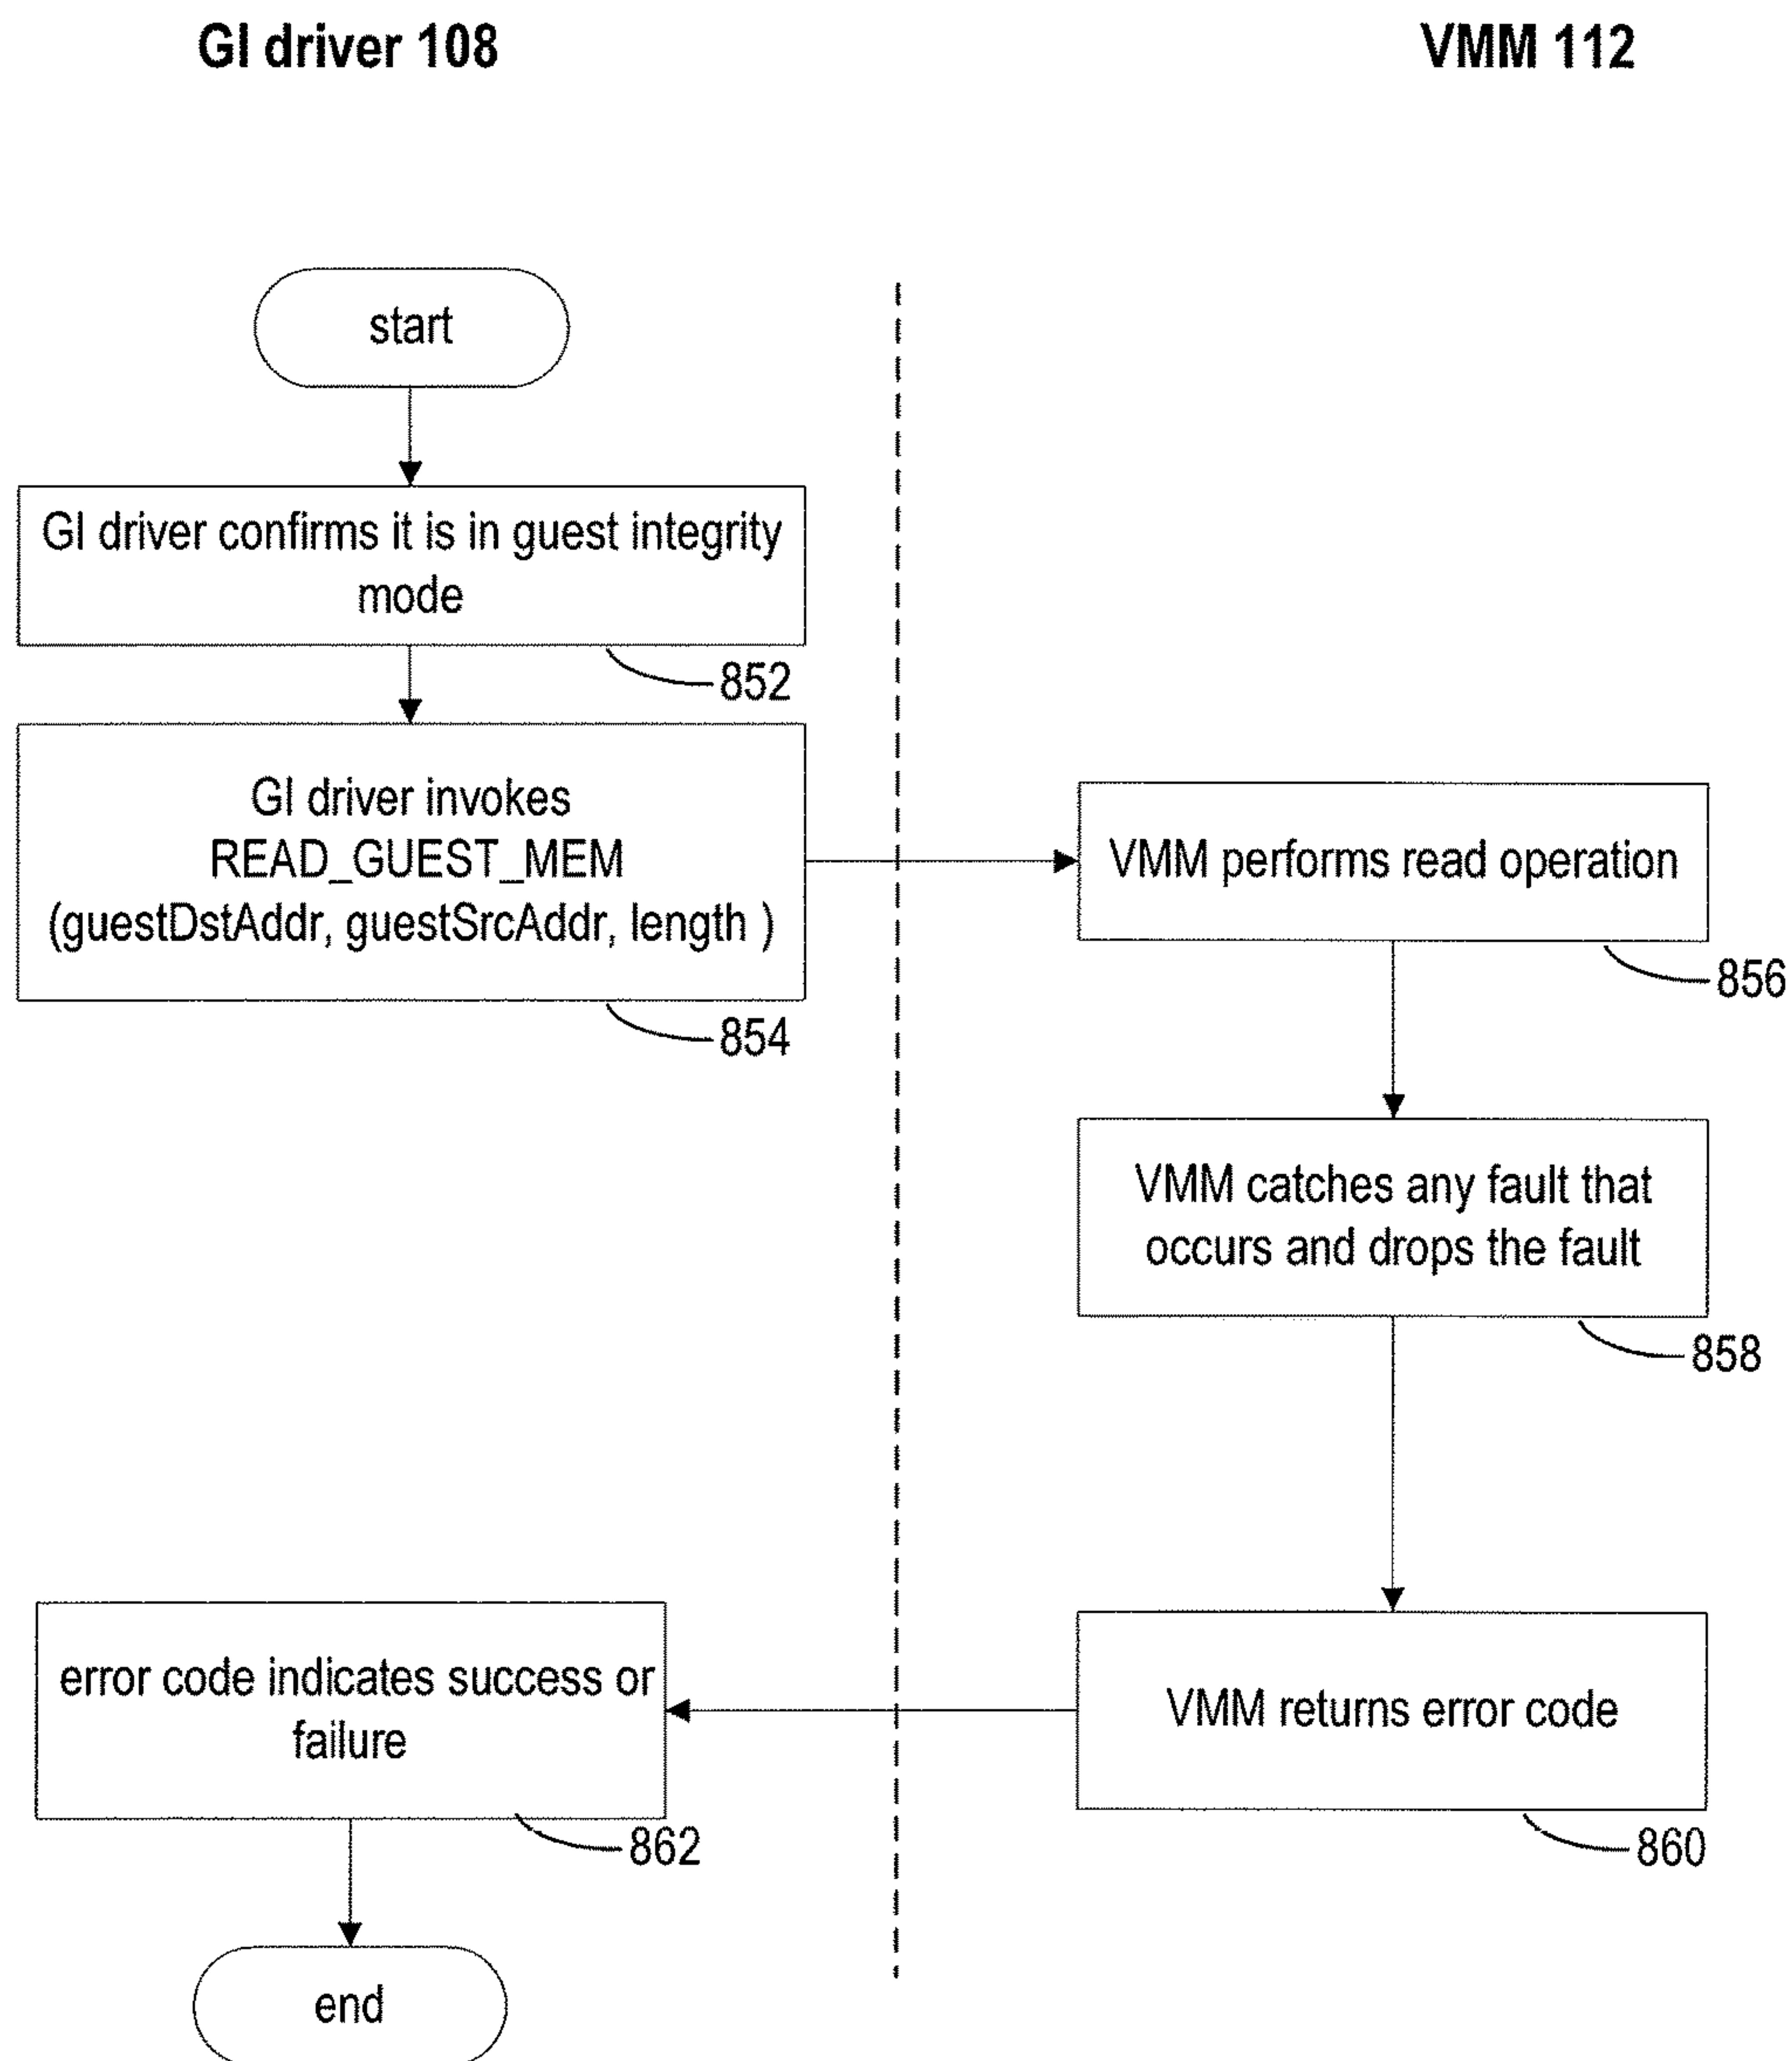 GI driver 108
VMM 112
start
GI driver confirms it is in guest integrity
mode
852
GI driver invokes
READ_GUEST_MEM
(guestDstAddr, guestSrcAddr, length )
854
VMM performs read operation
856
VMM catches any fault that
occurs and drops the fault
858
VMM returns error code
860
error code indicates success or
failure
862
end